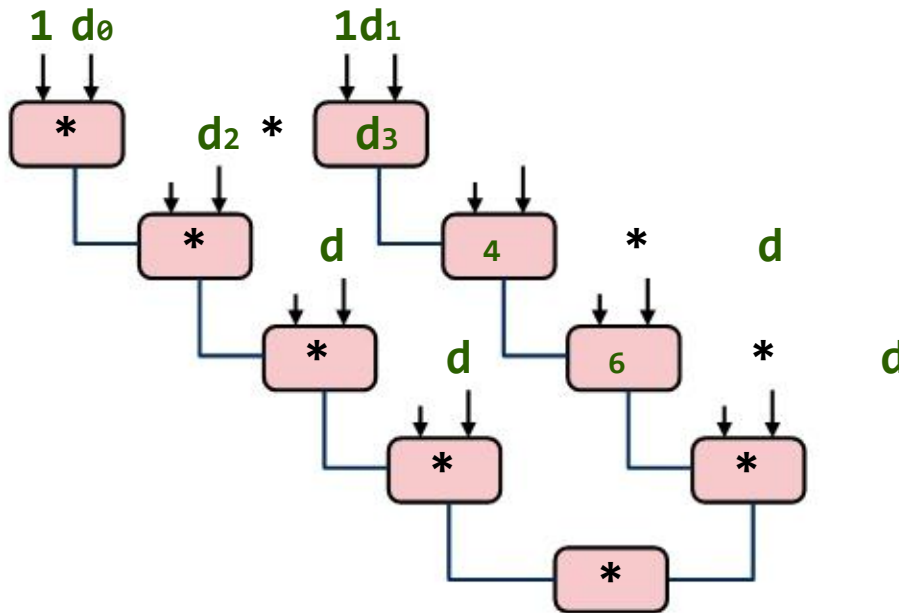 1 d₀ 1d₁
* d₂ * d₃
* d 4 * d
* d 6 * d
* *
*